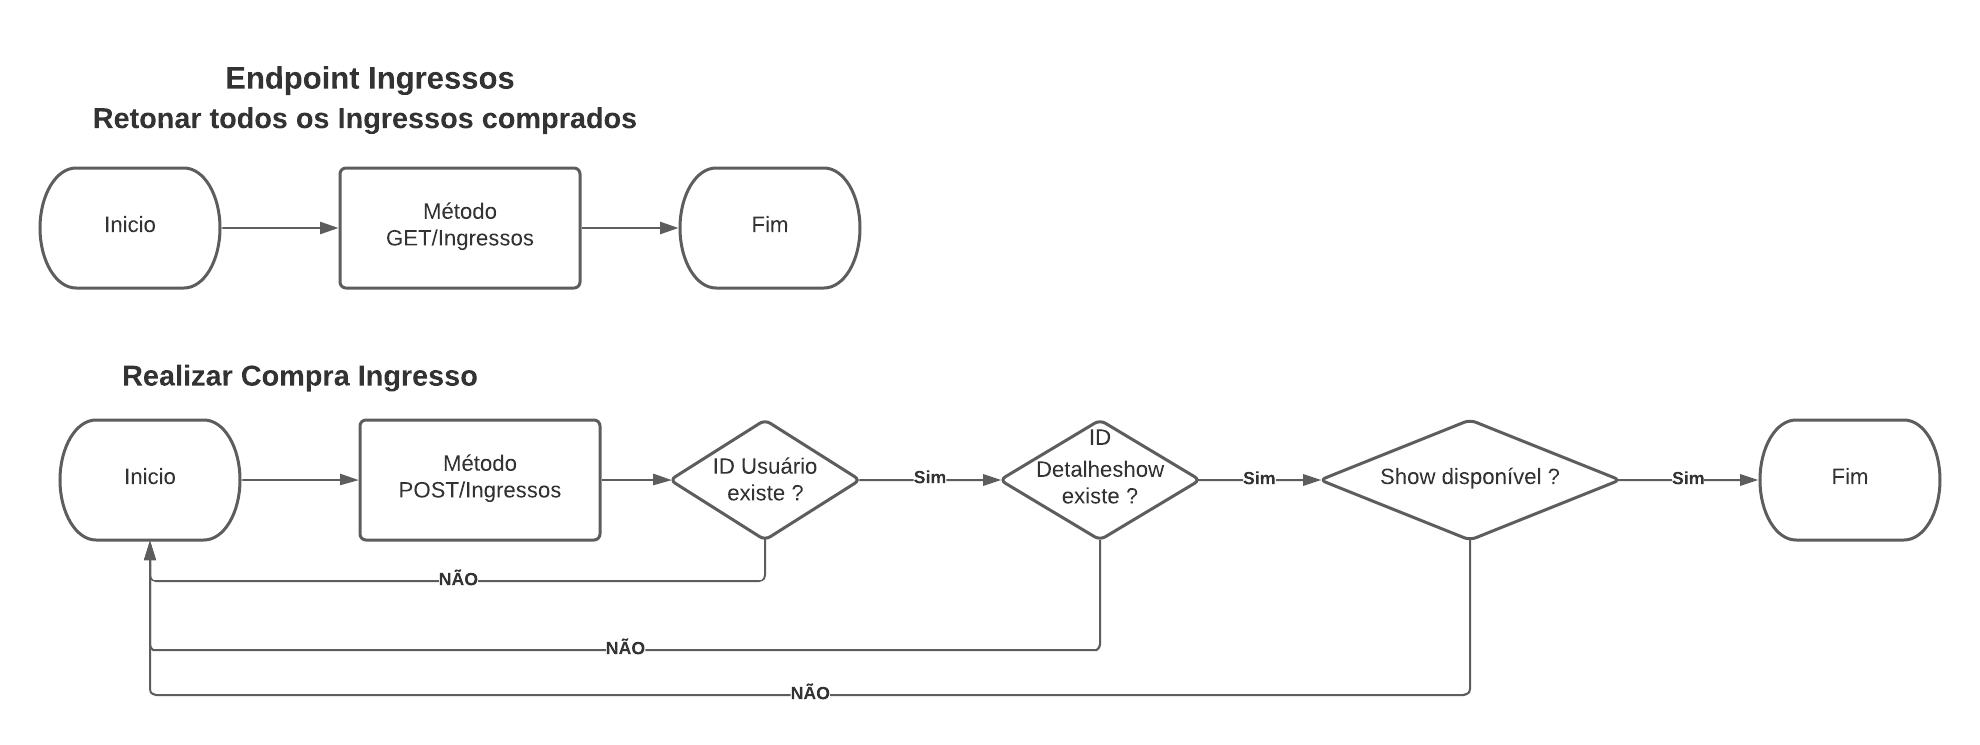 Endpoint Ingressos
Retonar todos os Ingressos comprados
Inicio
Método
GET/Ingressos
Fim
Realizar Compra Ingresso
Inicio
Método
POST/Ingressos
ID Usuário
existe ?
Sim
ID
Detalheshow
existe ?
Sim
Show disponível ?
Sim
Fim
NÃO
NÃO
NÃO